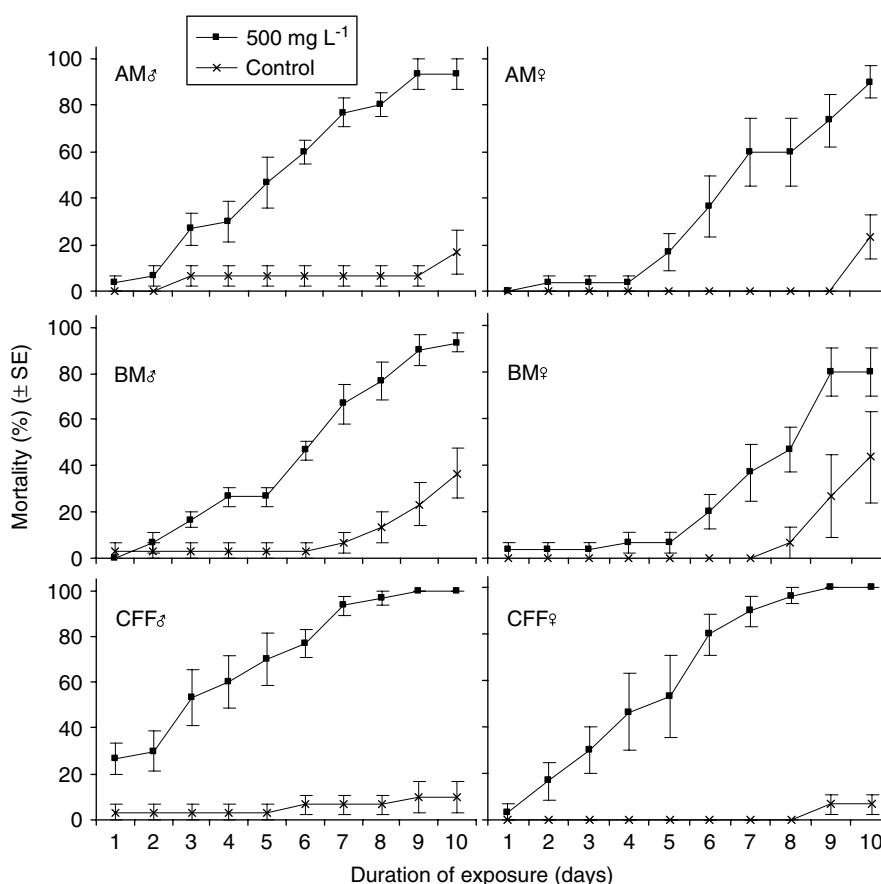 500 mg L⁻¹
Control
Mortality (%) (± SE)
AM♂
100
80
60
40
20
0
AM♀
BM♂
100
80
60
40
20
0
BM♀
CFF♂
100
80
60
40
20
0
CFF♀
1 2 3 4 5 6 7 8 9 10
1 2 3 4 5 6 7 8 9 10
Duration of exposure (days)